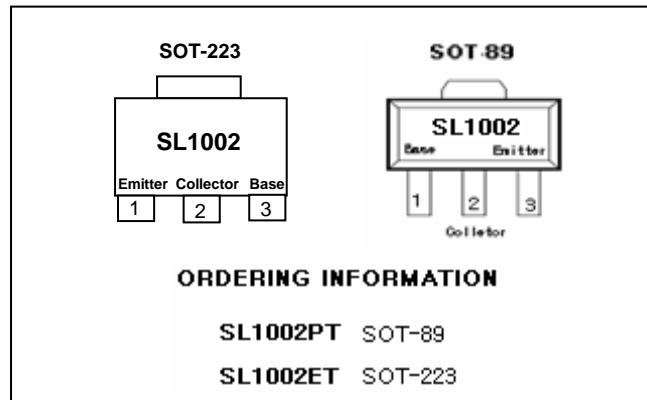 SOT-223
SL1002
Emitter Collector Base
1 2 3
SOT-89
SL1002
Base Emitter
1 2 3
Colletor
ORDERING INFORMATION
SL1002PT SOT-89
SL1002ET SOT-223